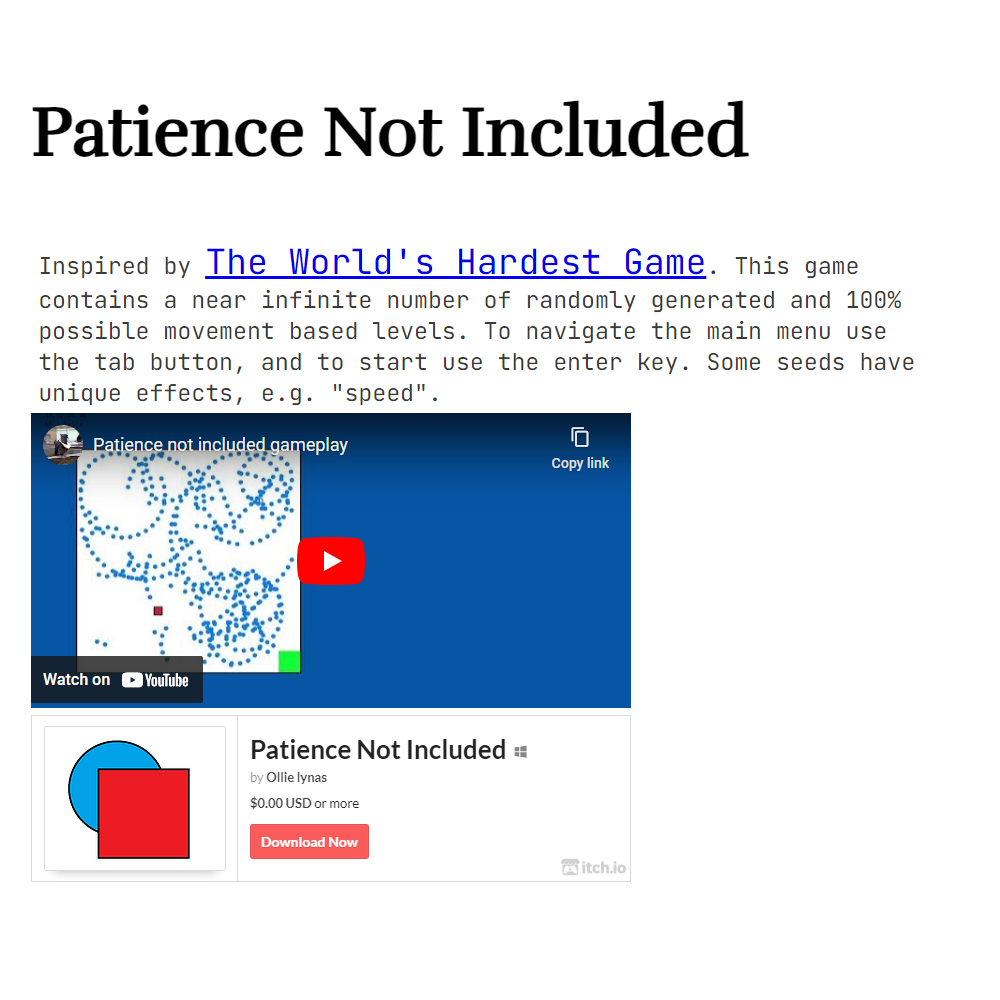 Patience Not Included
Inspired by The World's Hardest Game. This game
contains a near infinite number of randomly generated and 100%
possible movement based levels. To navigate the main menu use
the tab button, and to start use the enter key. Some seeds have
unique effects, e.g. "speed".
Patience not included gameplay
Copy link
Watch on YouTube
Patience Not Included
by Ollie lynas
$0.00 USD or more
Download Now
itch.io